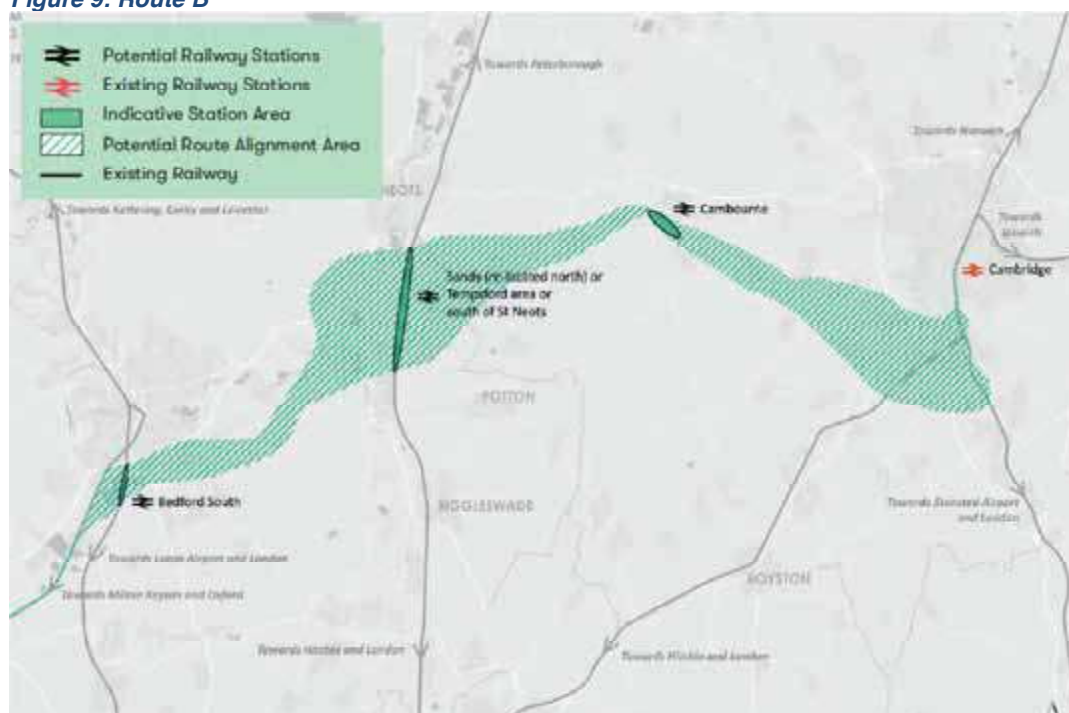 Figure 9: Route B
Potential Railway Stations
Existing Railway Stations
Indicative Station Area
Potential Route Alignment Area
Existing Railway
Towards Peterborough
Towards Norwich
Towards Kettering, Corby and Leicester
NEOTS
Cambourne
Towards
Ipswich
Cambridge
Sandy (re-located north) or
Tempsford area or
south of St Neots
POTTON
Bedford South
BIGGLESWADE
Towards Stansted Airport
and London
Towards Luton Airport and London
ROYSTON
Towards Milton Keynes and Oxford
Towards Hitchin and London